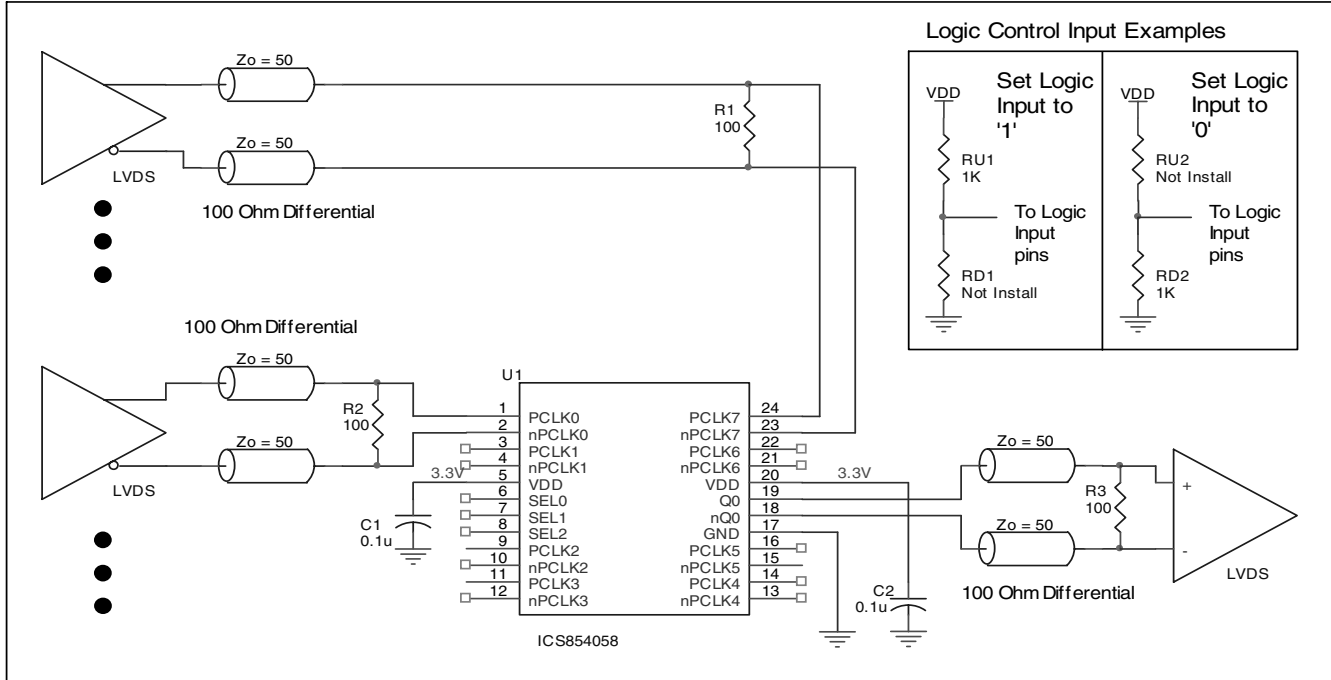 Logic Control Input Examples
Set Logic
Input to
'1'
VDD
RU1
1K
To Logic
Input
pins
RD1
Not Install
Set Logic
Input to
'0'
VDD
RU2
Not Install
To Logic
Input
pins
RD2
1K
Zo = 50
Zo = 50
LVDS
100 Ohm Differential
R1
100
100 Ohm Differential
Zo = 50
Zo = 50
LVDS
R2
100
3.3V
C1
0.1u
U1
1 PCLK0
2 nPCLK0
3 PCLK1
4 nPCLK1
5 VDD
6 SEL0
7 SEL1
8 SEL2
9 PCLK2
10 nPCLK2
11 PCLK3
12 nPCLK3
PCLK7 24
nPCLK7 23
PCLK6 22
nPCLK6 21
VDD 20
Q0 19
nQ0 18
GND 17
PCLK5 16
nPCLK5 15
PCLK4 14
nPCLK4 13
ICS854058
3.3V
C2
0.1u
Zo = 50
Zo = 50
R3
100
+
-
LVDS
100 Ohm Differential